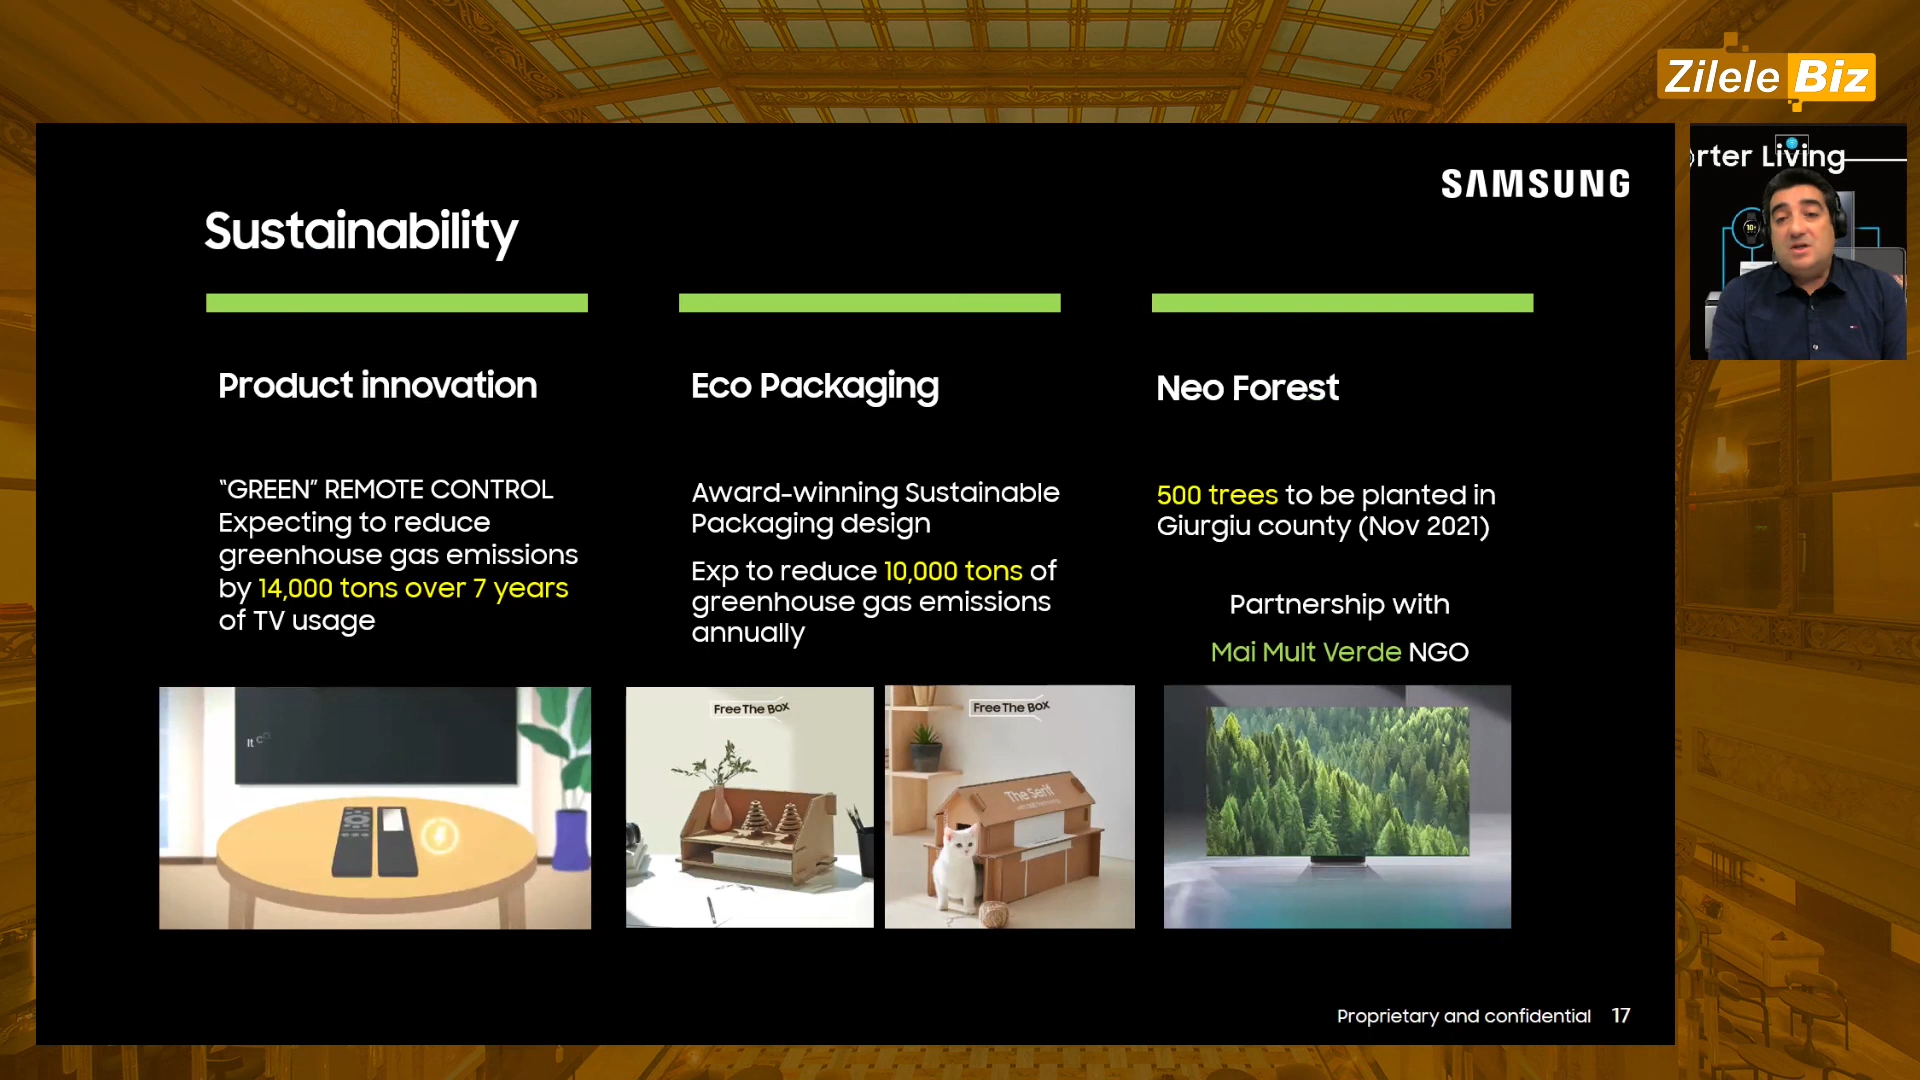 Zilele Biz
rter Living
SAMSUNG
Sustainability
Product innovation
“GREEN” REMOTE CONTROL
Expecting to reduce
greenhouse gas emissions
by 14,000 tons over 7 years
of TV usage
Eco Packaging
Award-winning Sustainable
Packaging design
Exp to reduce 10,000 tons of
greenhouse gas emissions
annually
Neo Forest
500 trees to be planted in
Giurgiu county (Nov 2021)
Partnership with
Mai Mult Verde NGO
It
Free The Box
Free The Box
The Serif
Proprietary and confidential 17